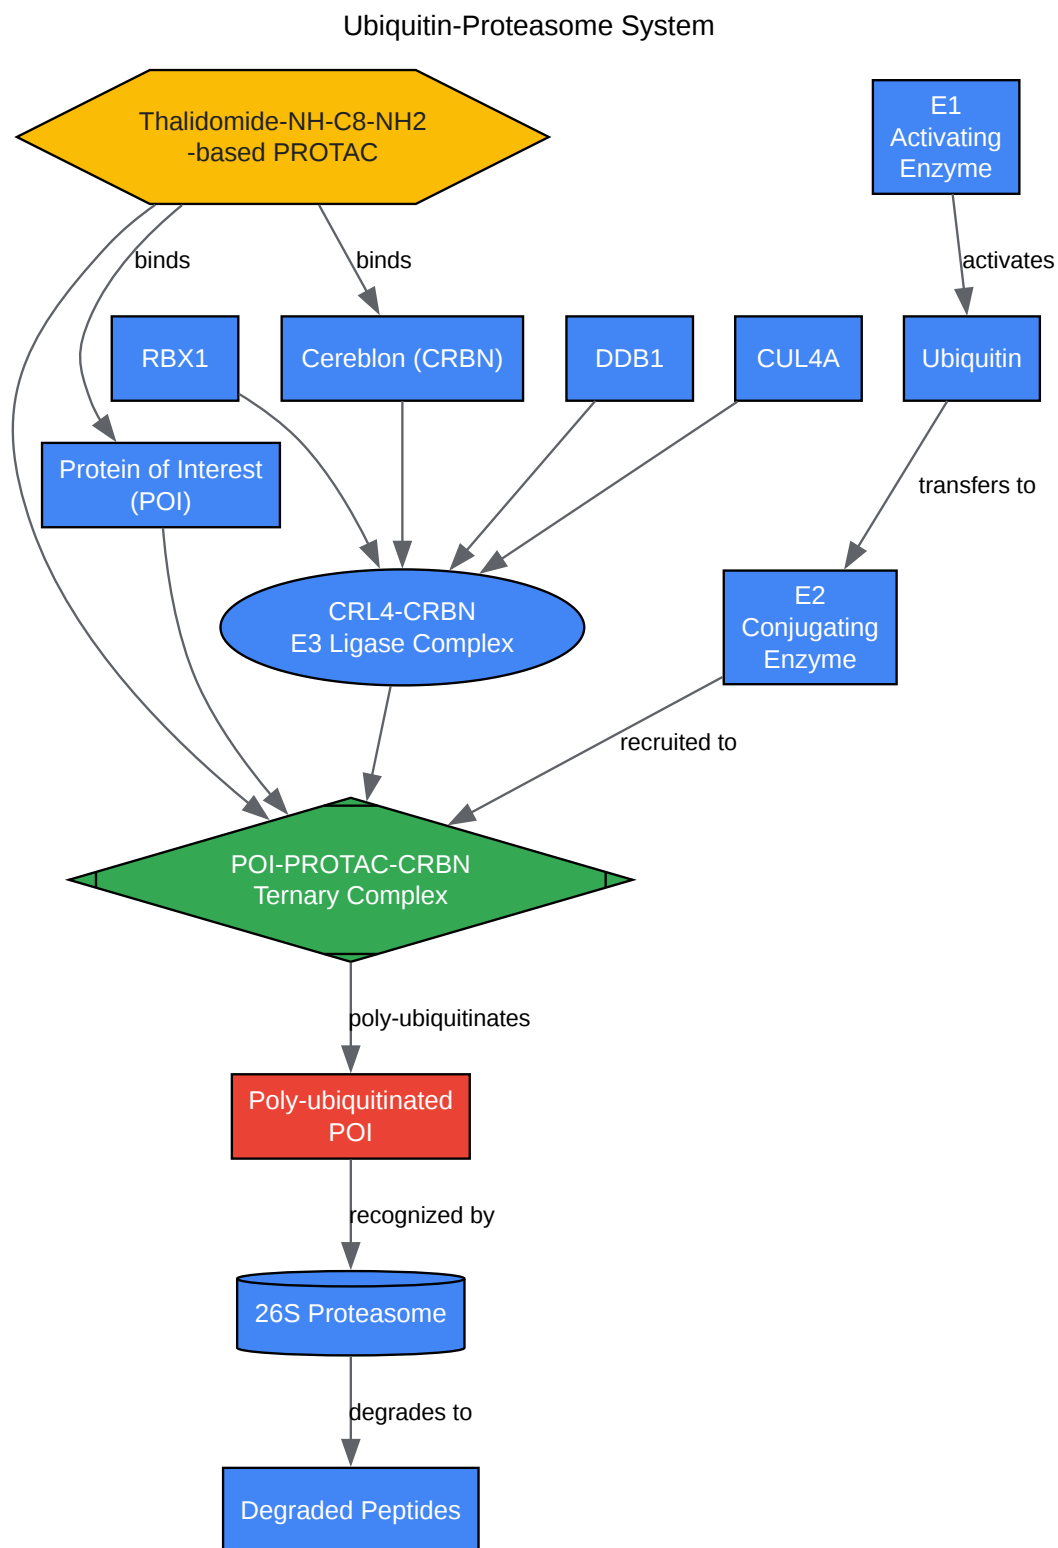 Ubiquitin-Proteasome System
Thalidomide-NH-C8-NH2
-based PROTAC
E1
Activating
Enzyme
binds
binds
activates
RBX1
Cereblon (CRBN)
DDB1
CUL4A
Ubiquitin
Protein of Interest
(POI)
transfers to
CRL4-CRBN
E3 Ligase Complex
E2
Conjugating
Enzyme
recruited to
POI-PROTAC-CRBN
Ternary Complex
poly-ubiquitinates
Poly-ubiquitinated
POI
recognized by
26S Proteasome
degrades to
Degraded Peptides